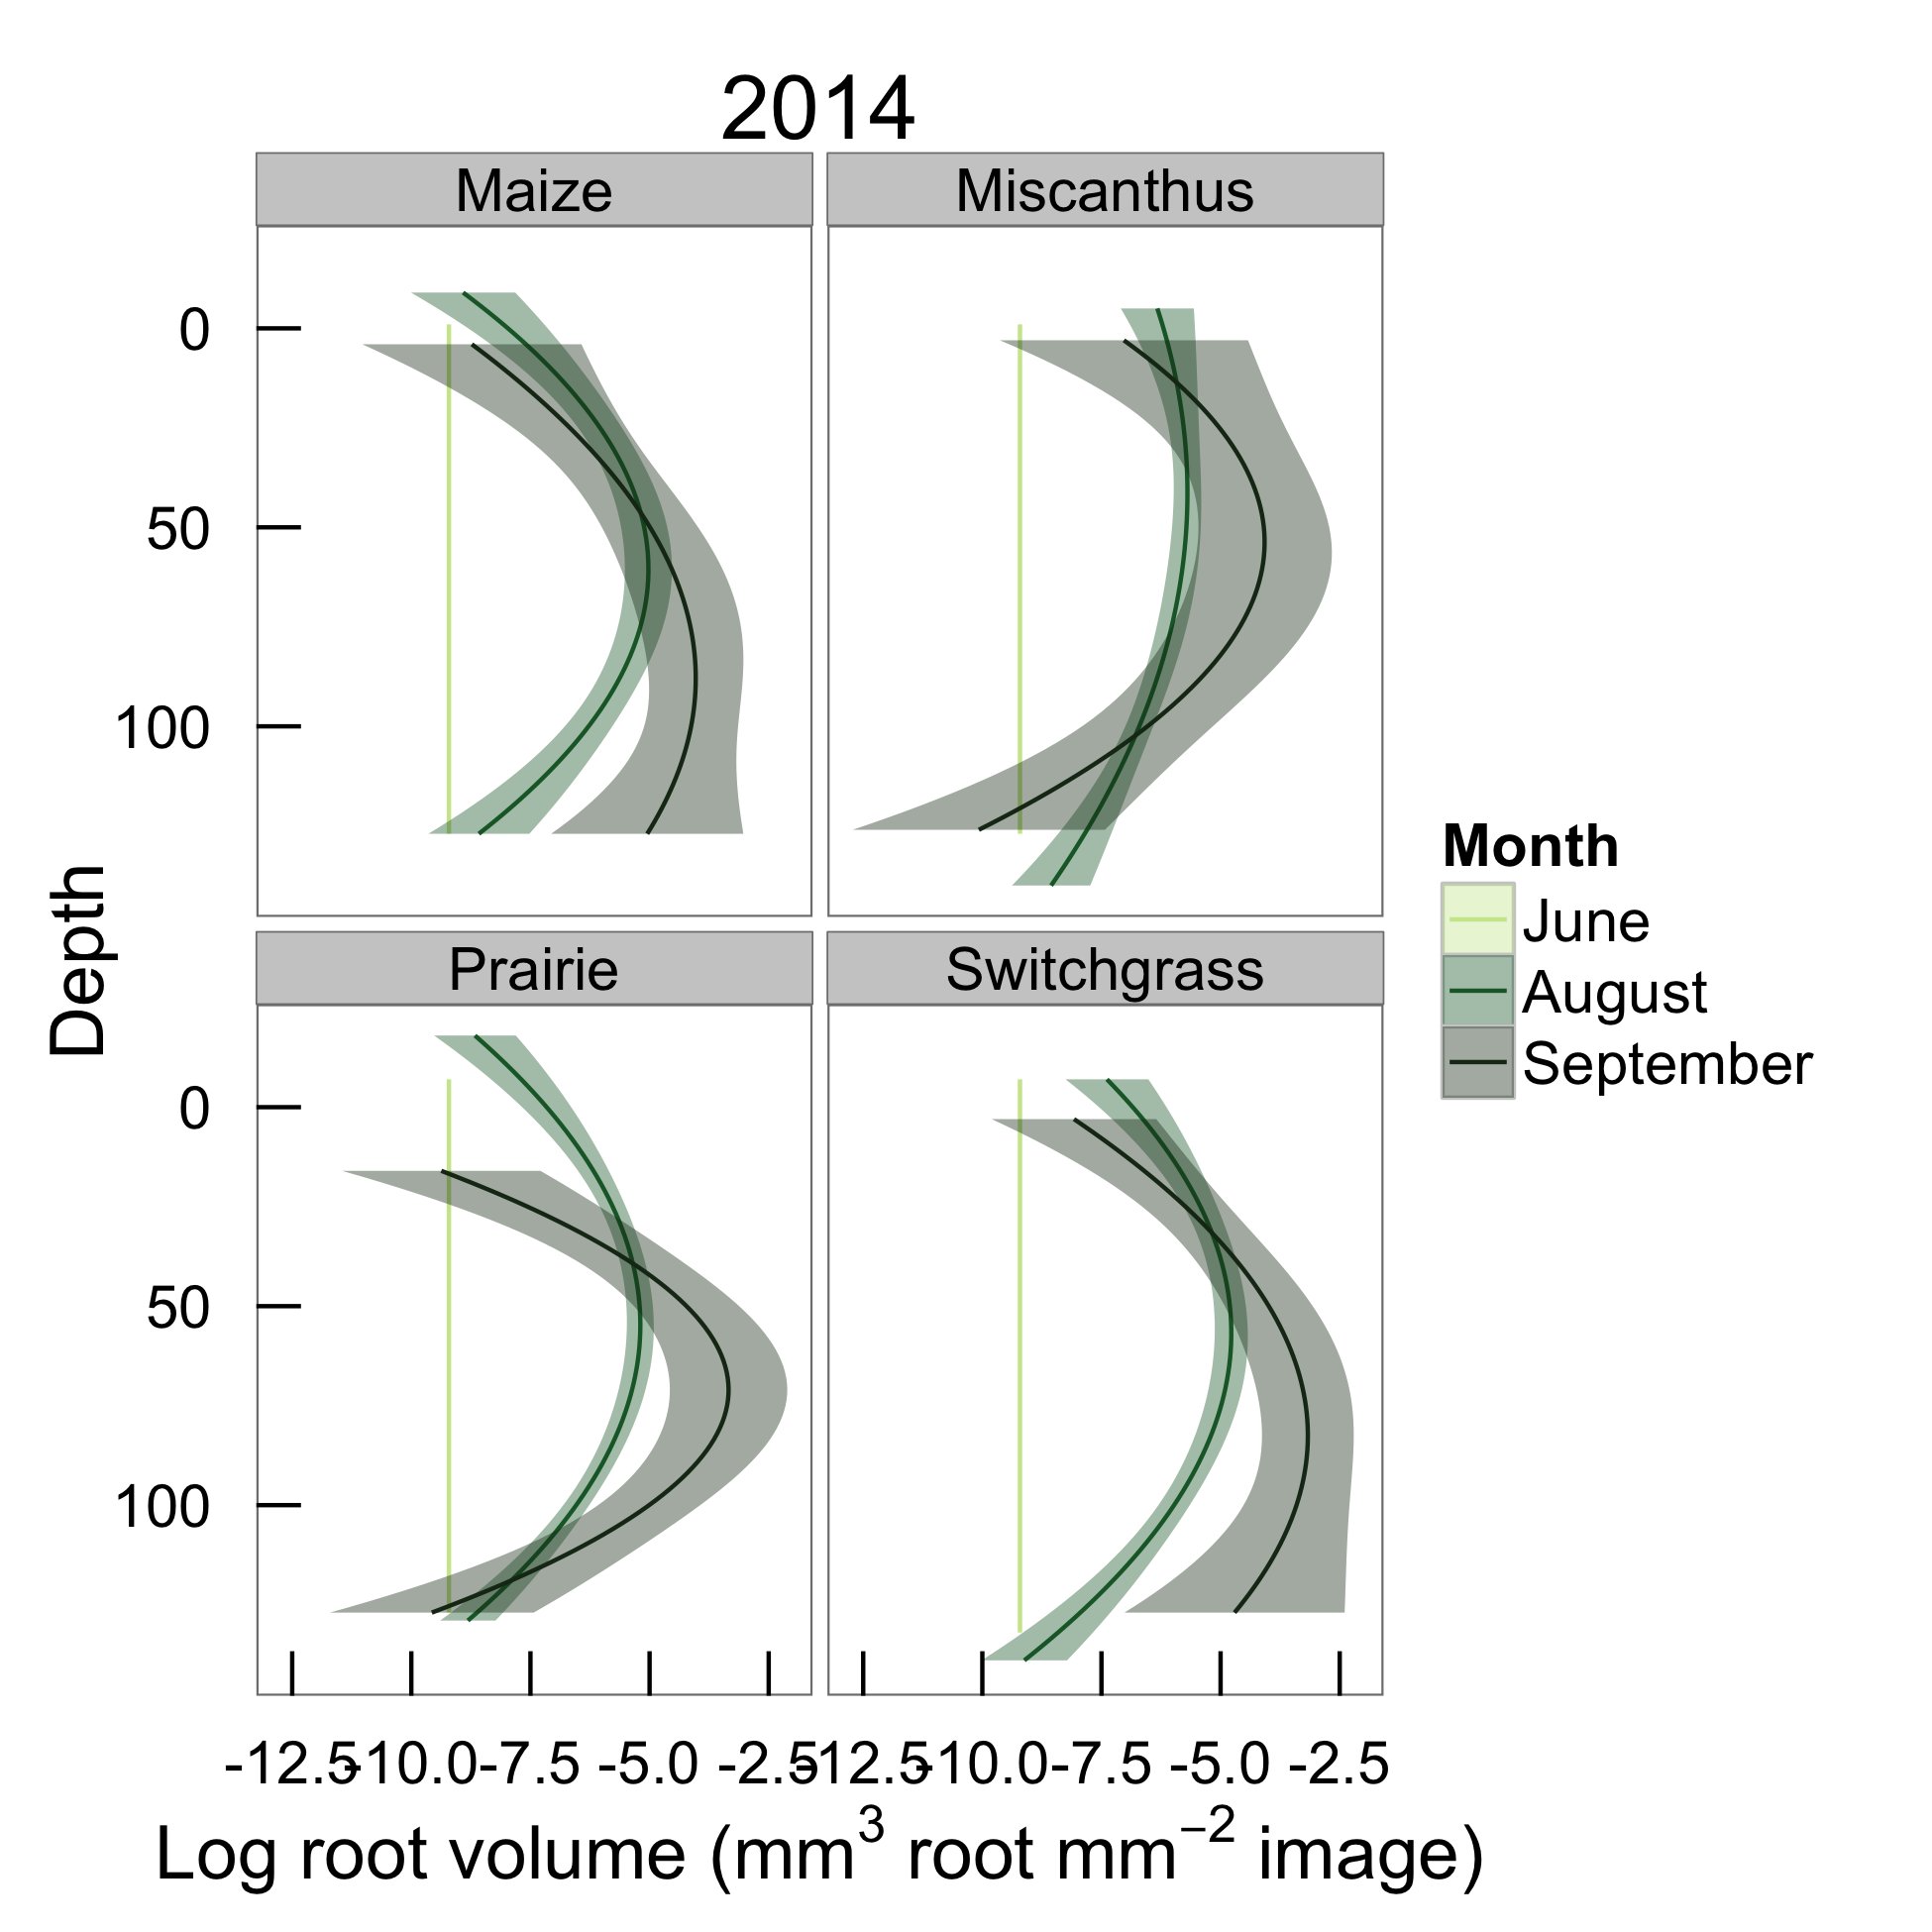 2014
Maize
Miscanthus
0
50
100
Depth
Month
June
August
September
Prairie
Switchgrass
0
50
100
-12.5 -10.0 -7.5 -5.0 -2.5 -12.5 -10.0 -7.5 -5.0 -2.5
Log root volume (mm³ root mm⁻² image)